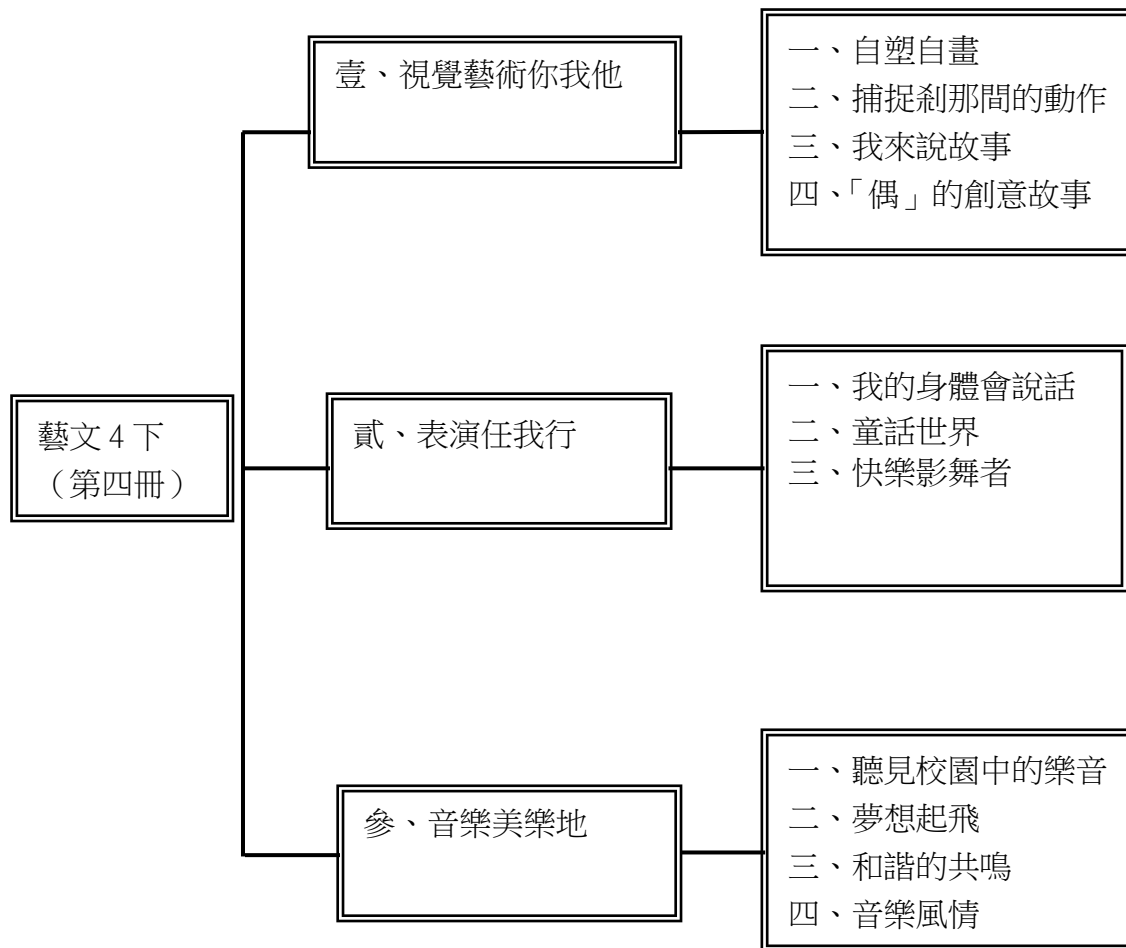 藝文4下
（第四冊）
壹、視覺藝術你我他
一、自塑自畫
二、捕捉剎那間的動作
三、我來說故事
四、「偶」的創意故事
貳、表演任我行
一、我的身體會說話
二、童話世界
三、快樂影舞者
參、音樂美樂地
一、聽見校園中的樂音
二、夢想起飛
三、和諧的共鳴
四、音樂風情